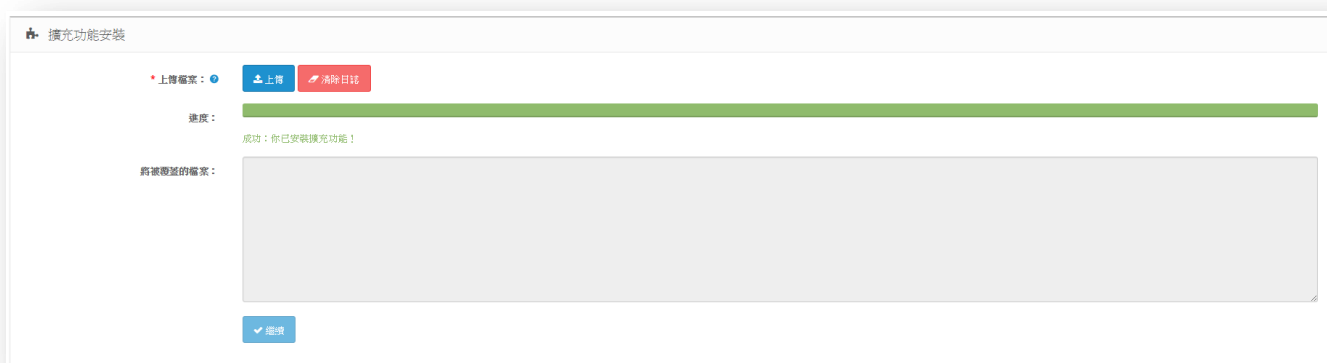 擴充功能安裝
* 上傳檔案：
上傳 清除日誌
進度：
成功：你已安裝擴充功能！
將被覆蓋的檔案：
繼續